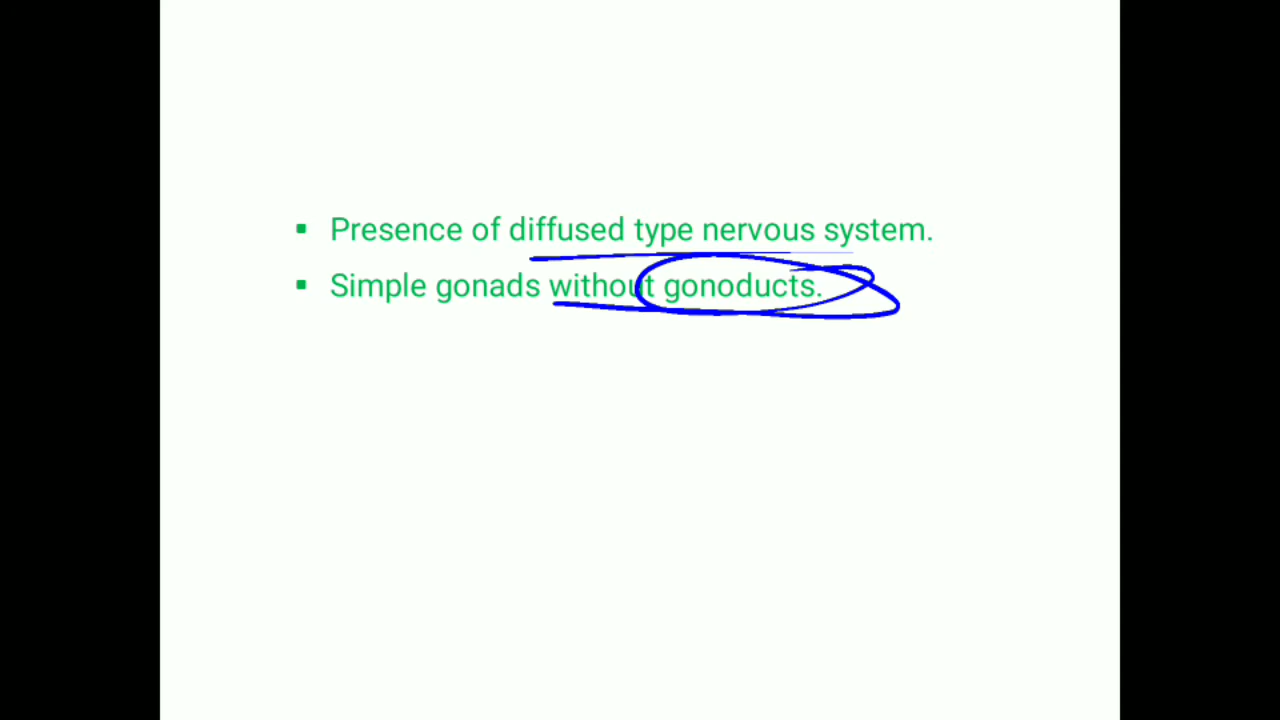 ▪ Presence of diffused type nervous system.
▪ Simple gonads without gonoducts.